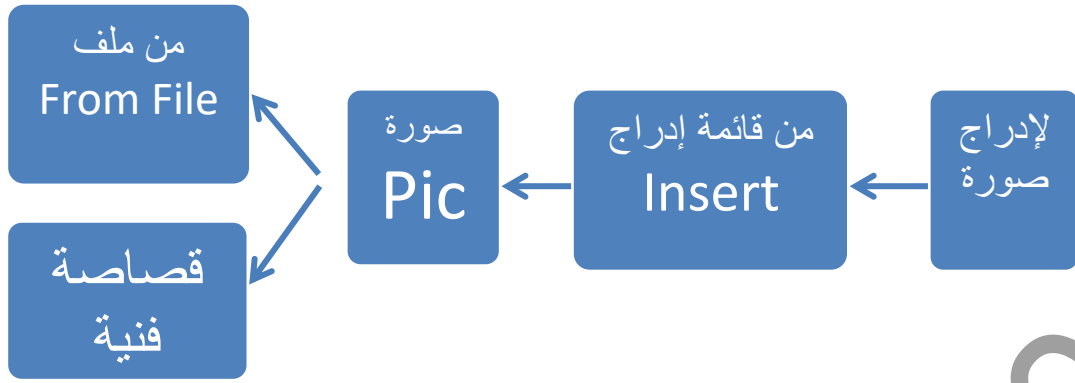 لإدراج
صورة
من قائمة إدراج
Insert
صورة
Pic
من ملف
From File
قصاصة
فنية